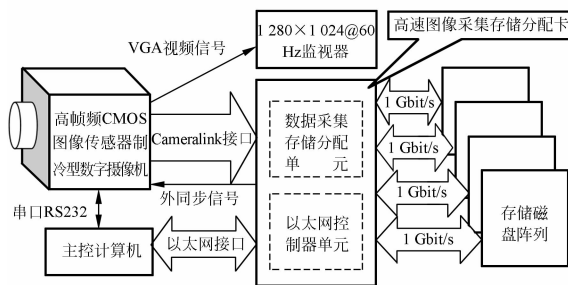 VGA视频信号
1 280×1 024@60
Hz监视器
高速图像采集存储分配卡
高帧频CMOS
图像传感器制
冷型数字摄像机
Cameralink接口
数据采集
存储分配
单 元
1 Gbit/s
1 Gbit/s
1 Gbit/s
1 Gbit/s
外同步信号
串口RS232
主控计算机
以太网接口
以太网控
制器单元
存储磁
盘阵列